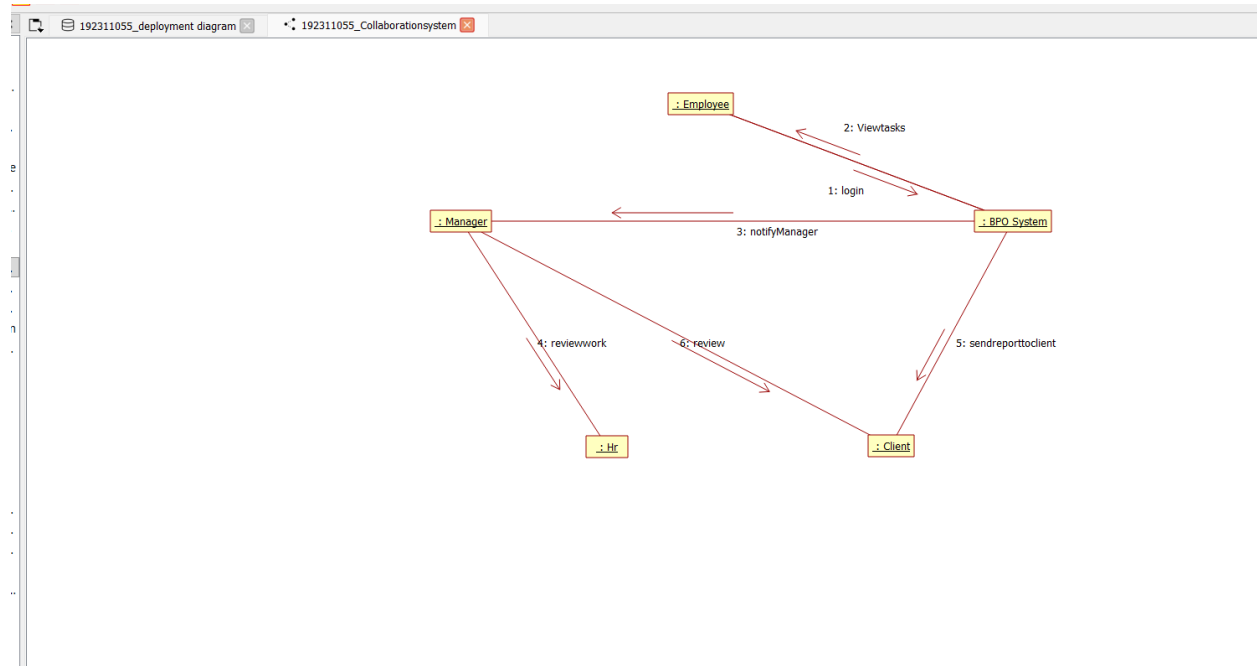 192311055_deployment diagram
192311055_Collaborationsystem
: Employee
2: Viewtasks
1: login
: Manager
: BPO System
3: notifyManager
4: reviewwork
6: review
5: sendreporttoclient
: Hr
: Client